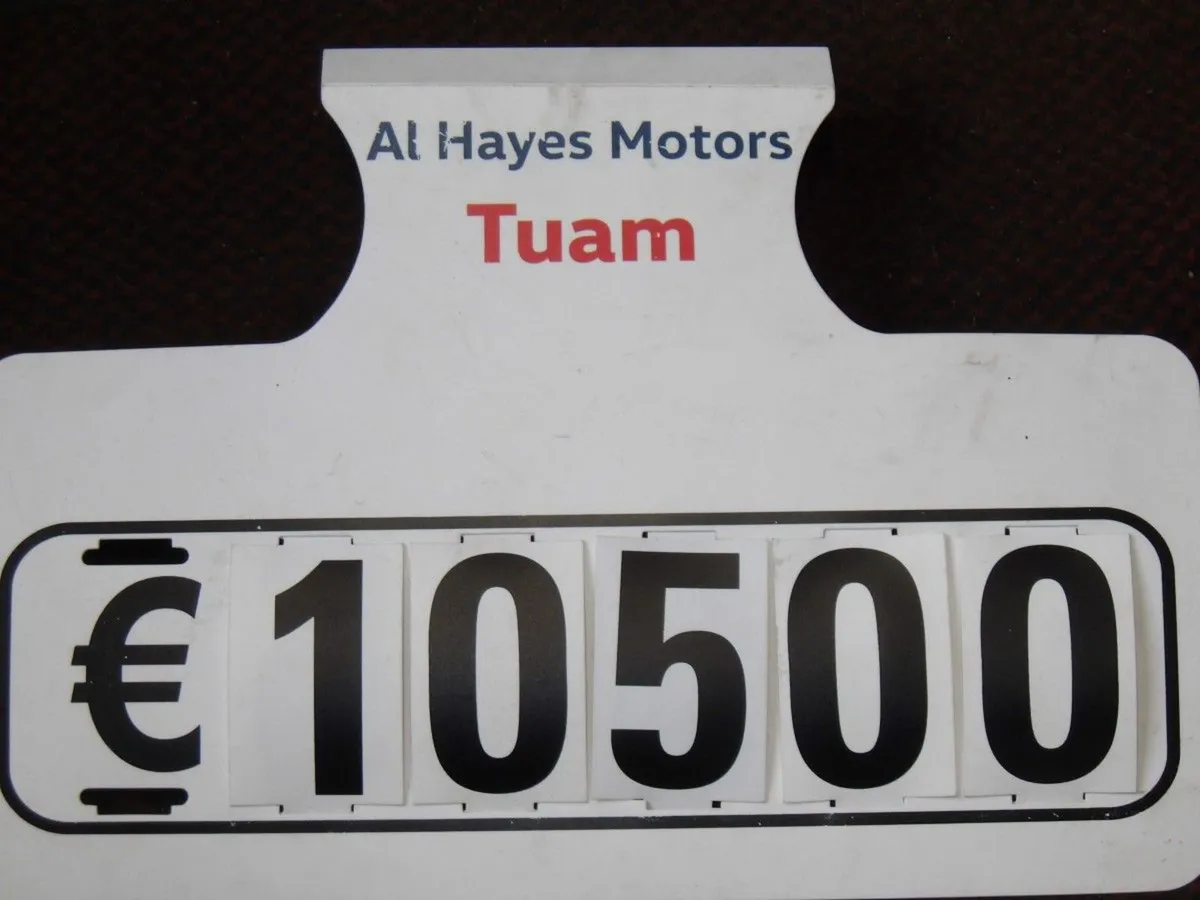 Al Hayes Motors
Tuam
€10500